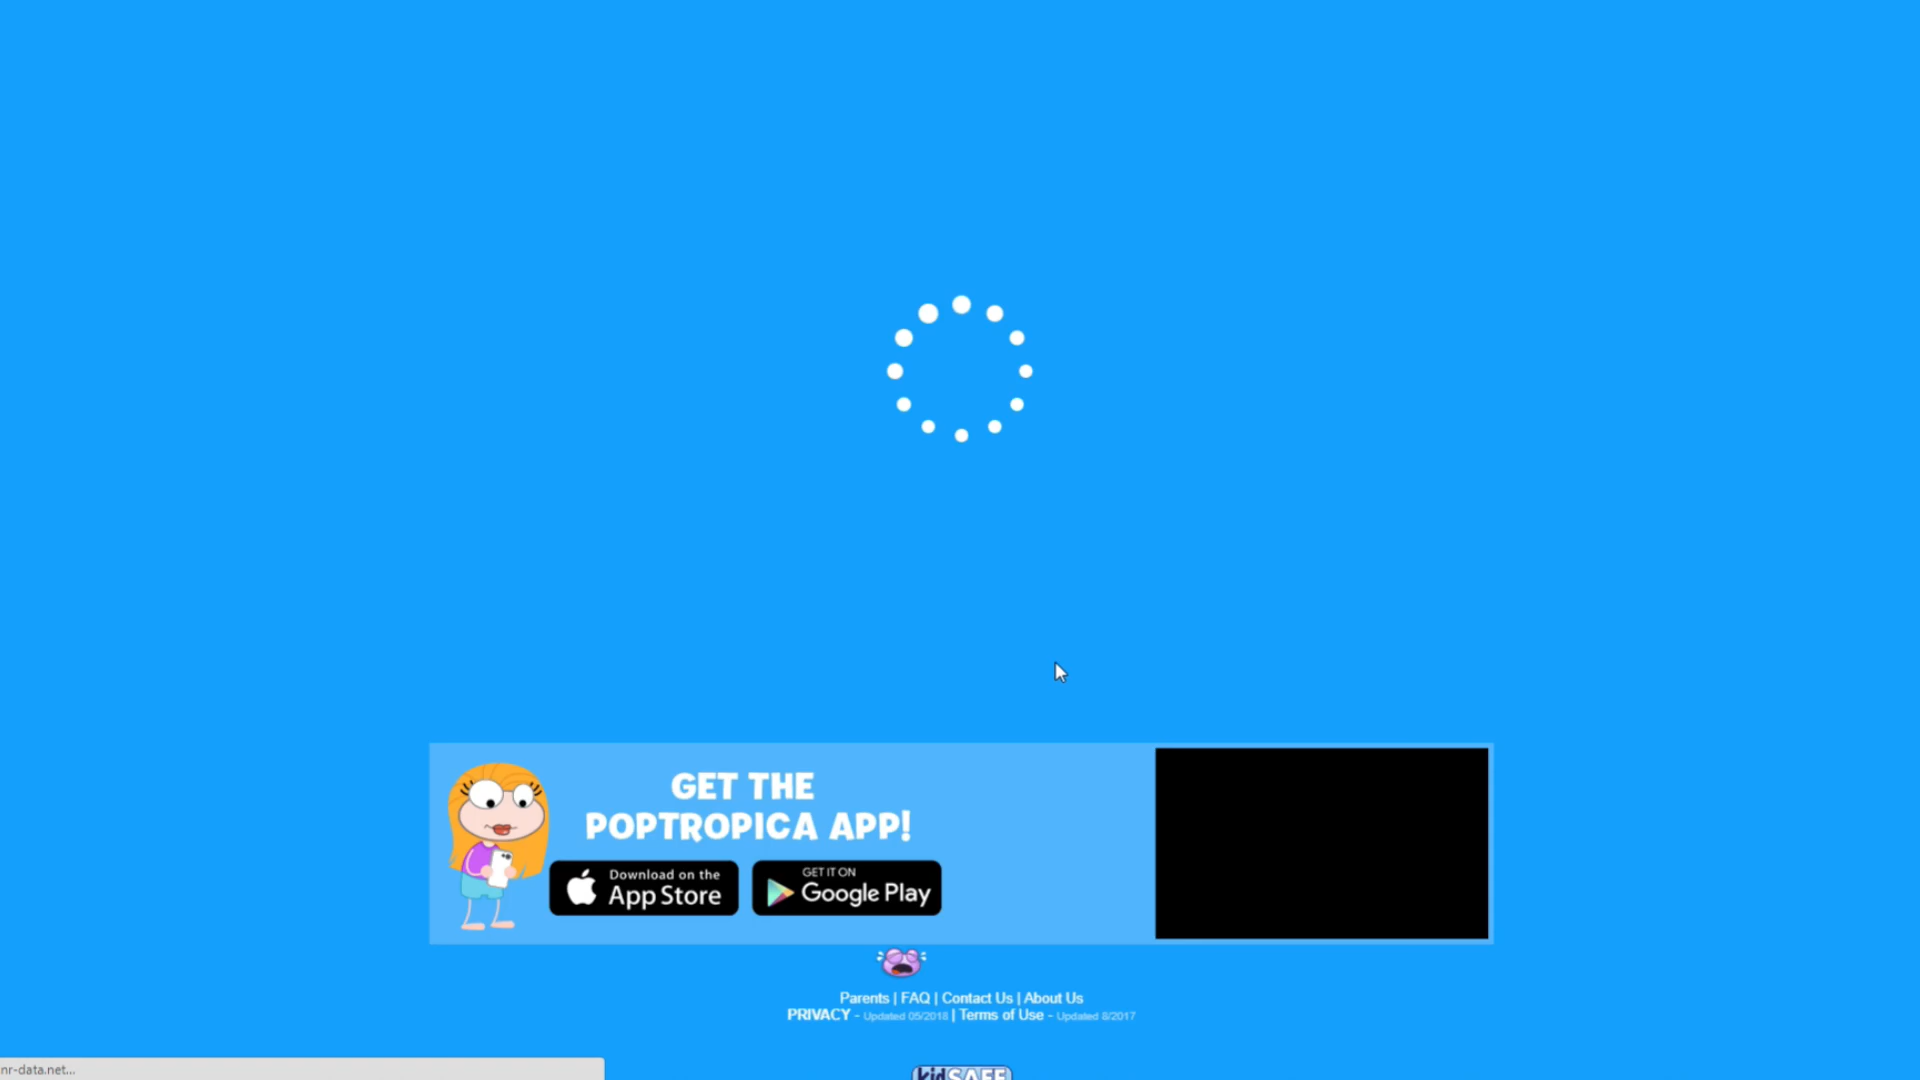 GET THE
POPTROPICA APP!
Download on the
App Store
GET IT ON
Google Play
Parents | FAQ | Contact Us | About Us
PRIVACY - Updated 05/2018 | Terms of Use - Updated 8/2017
kidSAFE
nr-data.net...